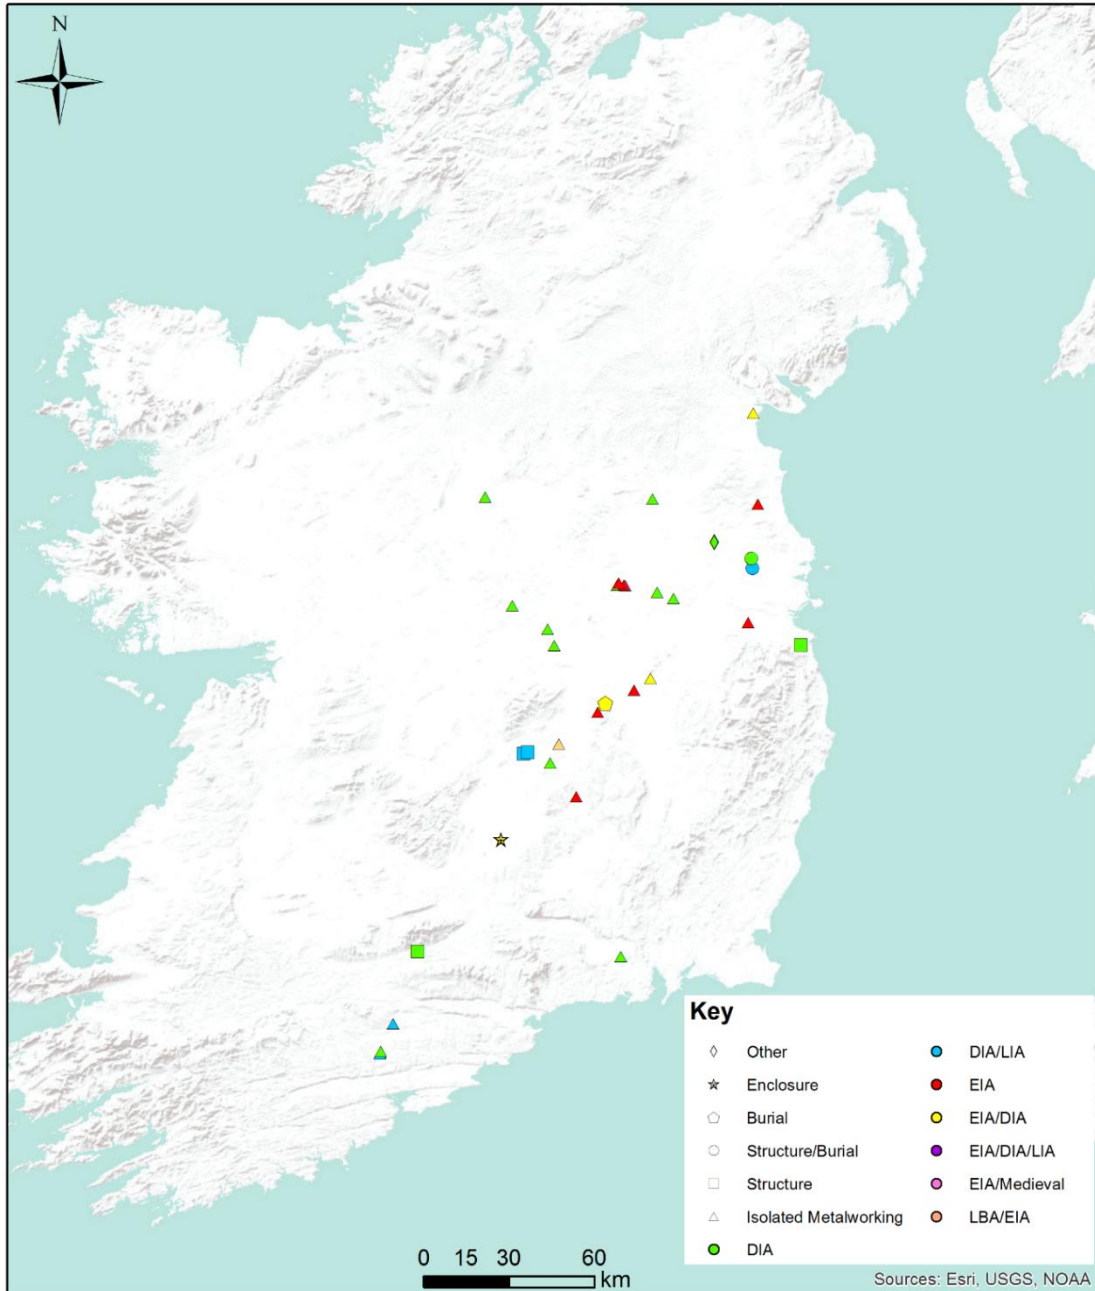 N
Key
Other
Enclosure
Burial
Structure/Burial
Structure
Isolated Metalworking
DIA
DIA/LIA
EIA
EIA/DIA
EIA/DIA/LIA
EIA/Medieval
LBA/EIA
0 15 30 60
km
Sources: Esri, USGS, NOAA